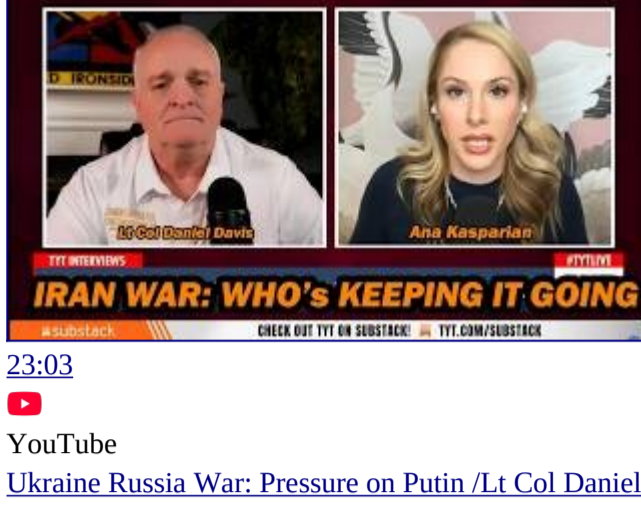 D IRONSID
Lt Col Daniel Davis
Ana Kasparian
TYT INTERVIEWS
#TYTLIVE
IRAN WAR: WHO's KEEPING IT GOING
substack
CHECK OUT TYT ON SUBSTACK!
TYT.COM/SUBSTACK
23:03
YouTube
Ukraine Russia War: Pressure on Putin /Lt Col Daniel